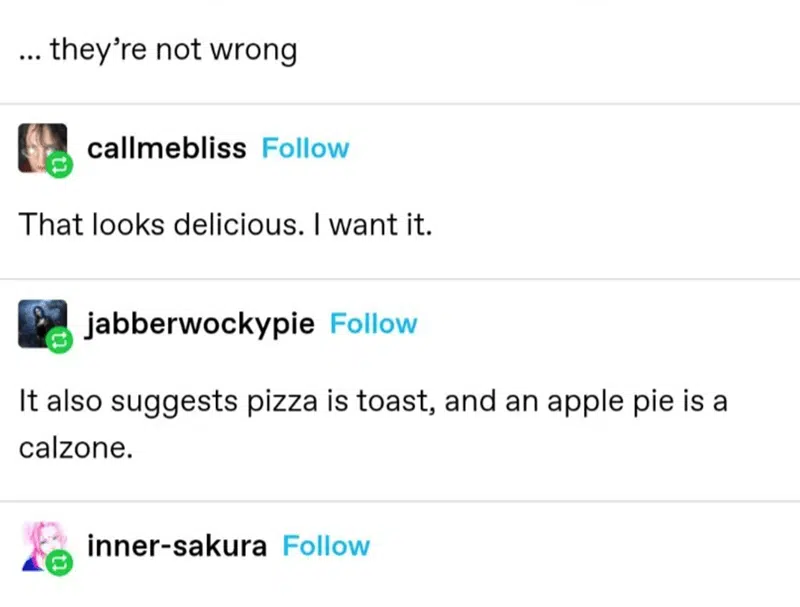 ... they’re not wrong
callmebliss Follow
That looks delicious. I want it.
jabberwockypie Follow
It also suggests pizza is toast, and an apple pie is a
calzone.
inner-sakura Follow